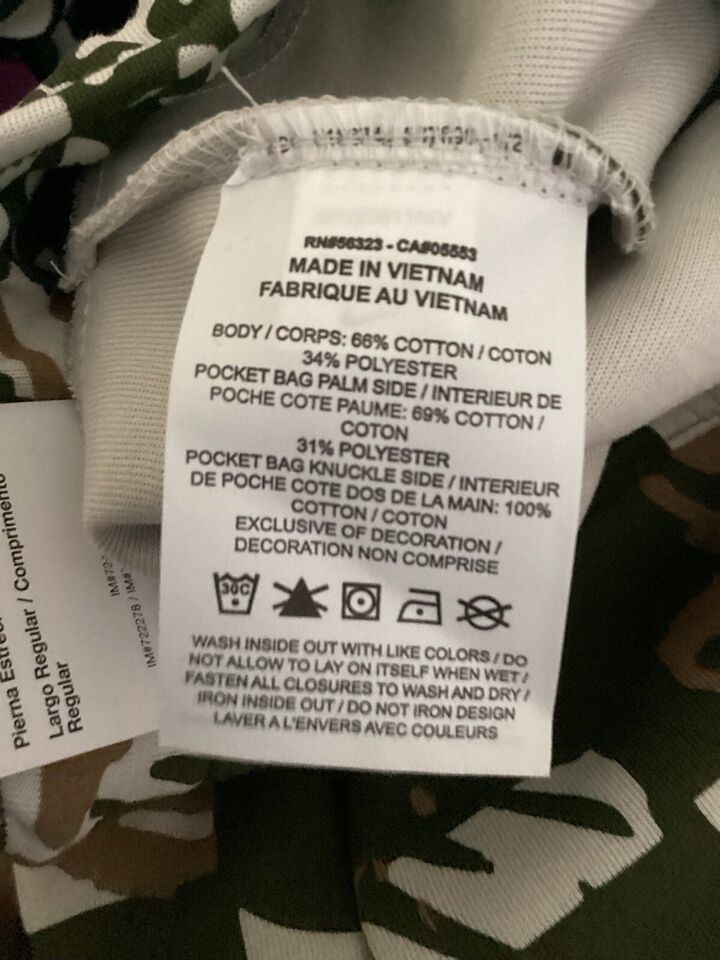 RN#56323 - CA#05553
MADE IN VIETNAM
FABRIQUE AU VIETNAM
BODY / CORPS: 66% COTTON / COTON
34% POLYESTER
POCKET BAG PALM SIDE / INTERIEUR DE
POCHE COTE PAUME: 69% COTTON /
COTON
31% POLYESTER
POCKET BAG KNUCKLE SIDE / INTERIEUR
DE POCHE COTE DOS DE LA MAIN: 100%
COTTON / COTON
EXCLUSIVE OF DECORATION /
DECORATION NON COMPRISE
30C
WASH INSIDE OUT WITH LIKE COLORS / DO
NOT ALLOW TO LAY ON ITSELF WHEN WET /
FASTEN ALL CLOSURES TO WASH AND DRY /
IRON INSIDE OUT / DO NOT IRON DESIGN
LAVER A L'ENVERS AVEC COULEURS
Pierna
Largo Regular / Comprimento
Regular
IM#722278 / IM#